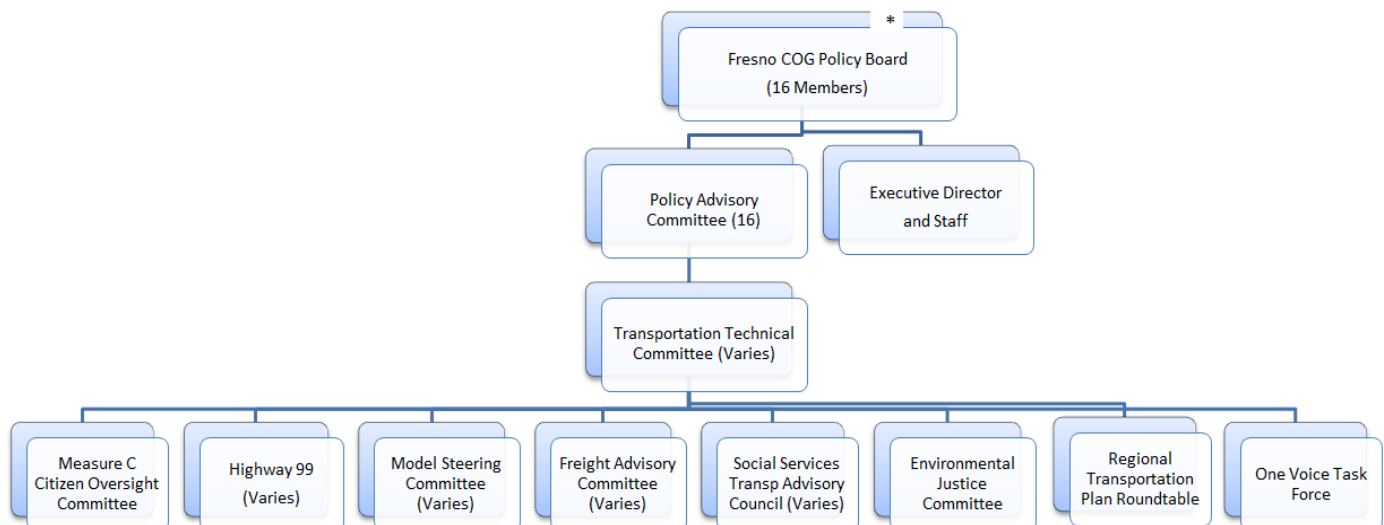 *
Fresno COG Policy Board
(16 Members)
Policy Advisory
Committee (16)
Executive Director
and Staff
Transportation Technical
Committee (Varies)
Measure C
Citizen Oversight
Committee
Highway 99
(Varies)
Model Steering
Committee
(Varies)
Freight Advisory
Committee
(Varies)
Social Services
Transp Advisory
Council (Varies)
Environmental
Justice
Committee
Regional
Transportation
Plan Roundtable
One Voice Task
Force